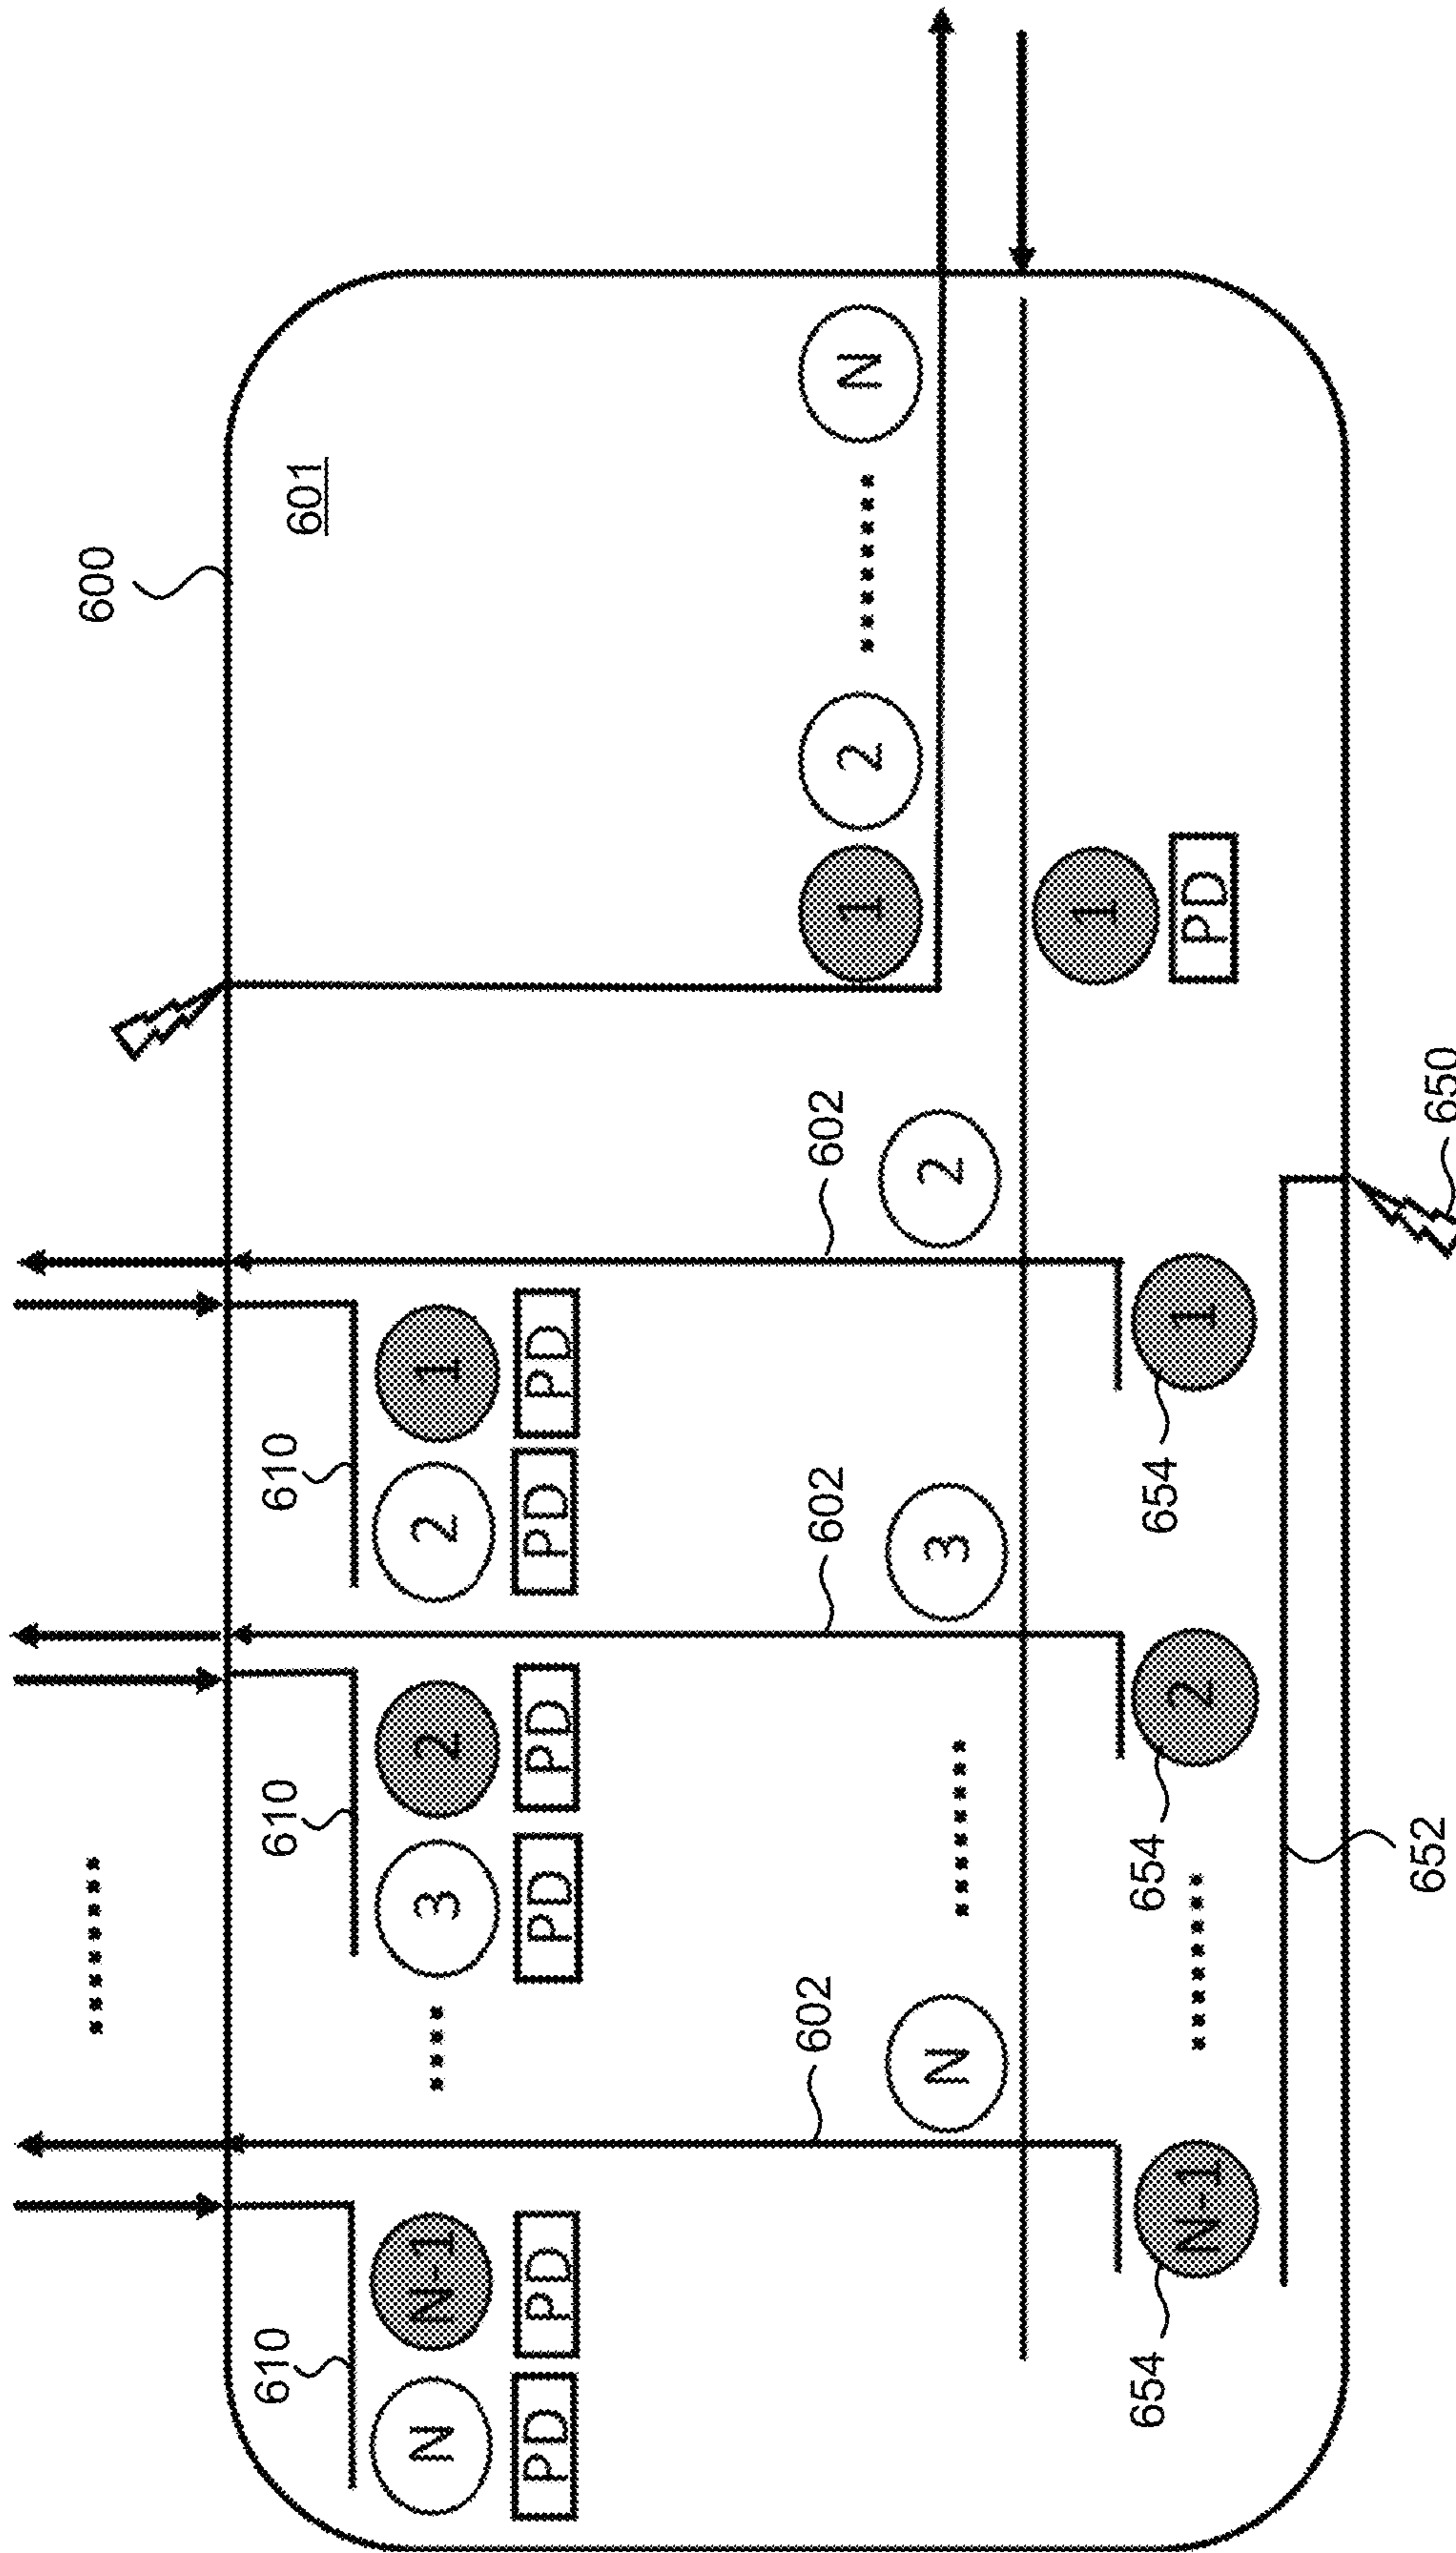 600
610 610 610 601
N N-1 3 2 2 1
PD PD PD PD PD PD
602 602 602
1 2 N
N 3 2
1
PD
654 654 654
N-1 2 1
652 650